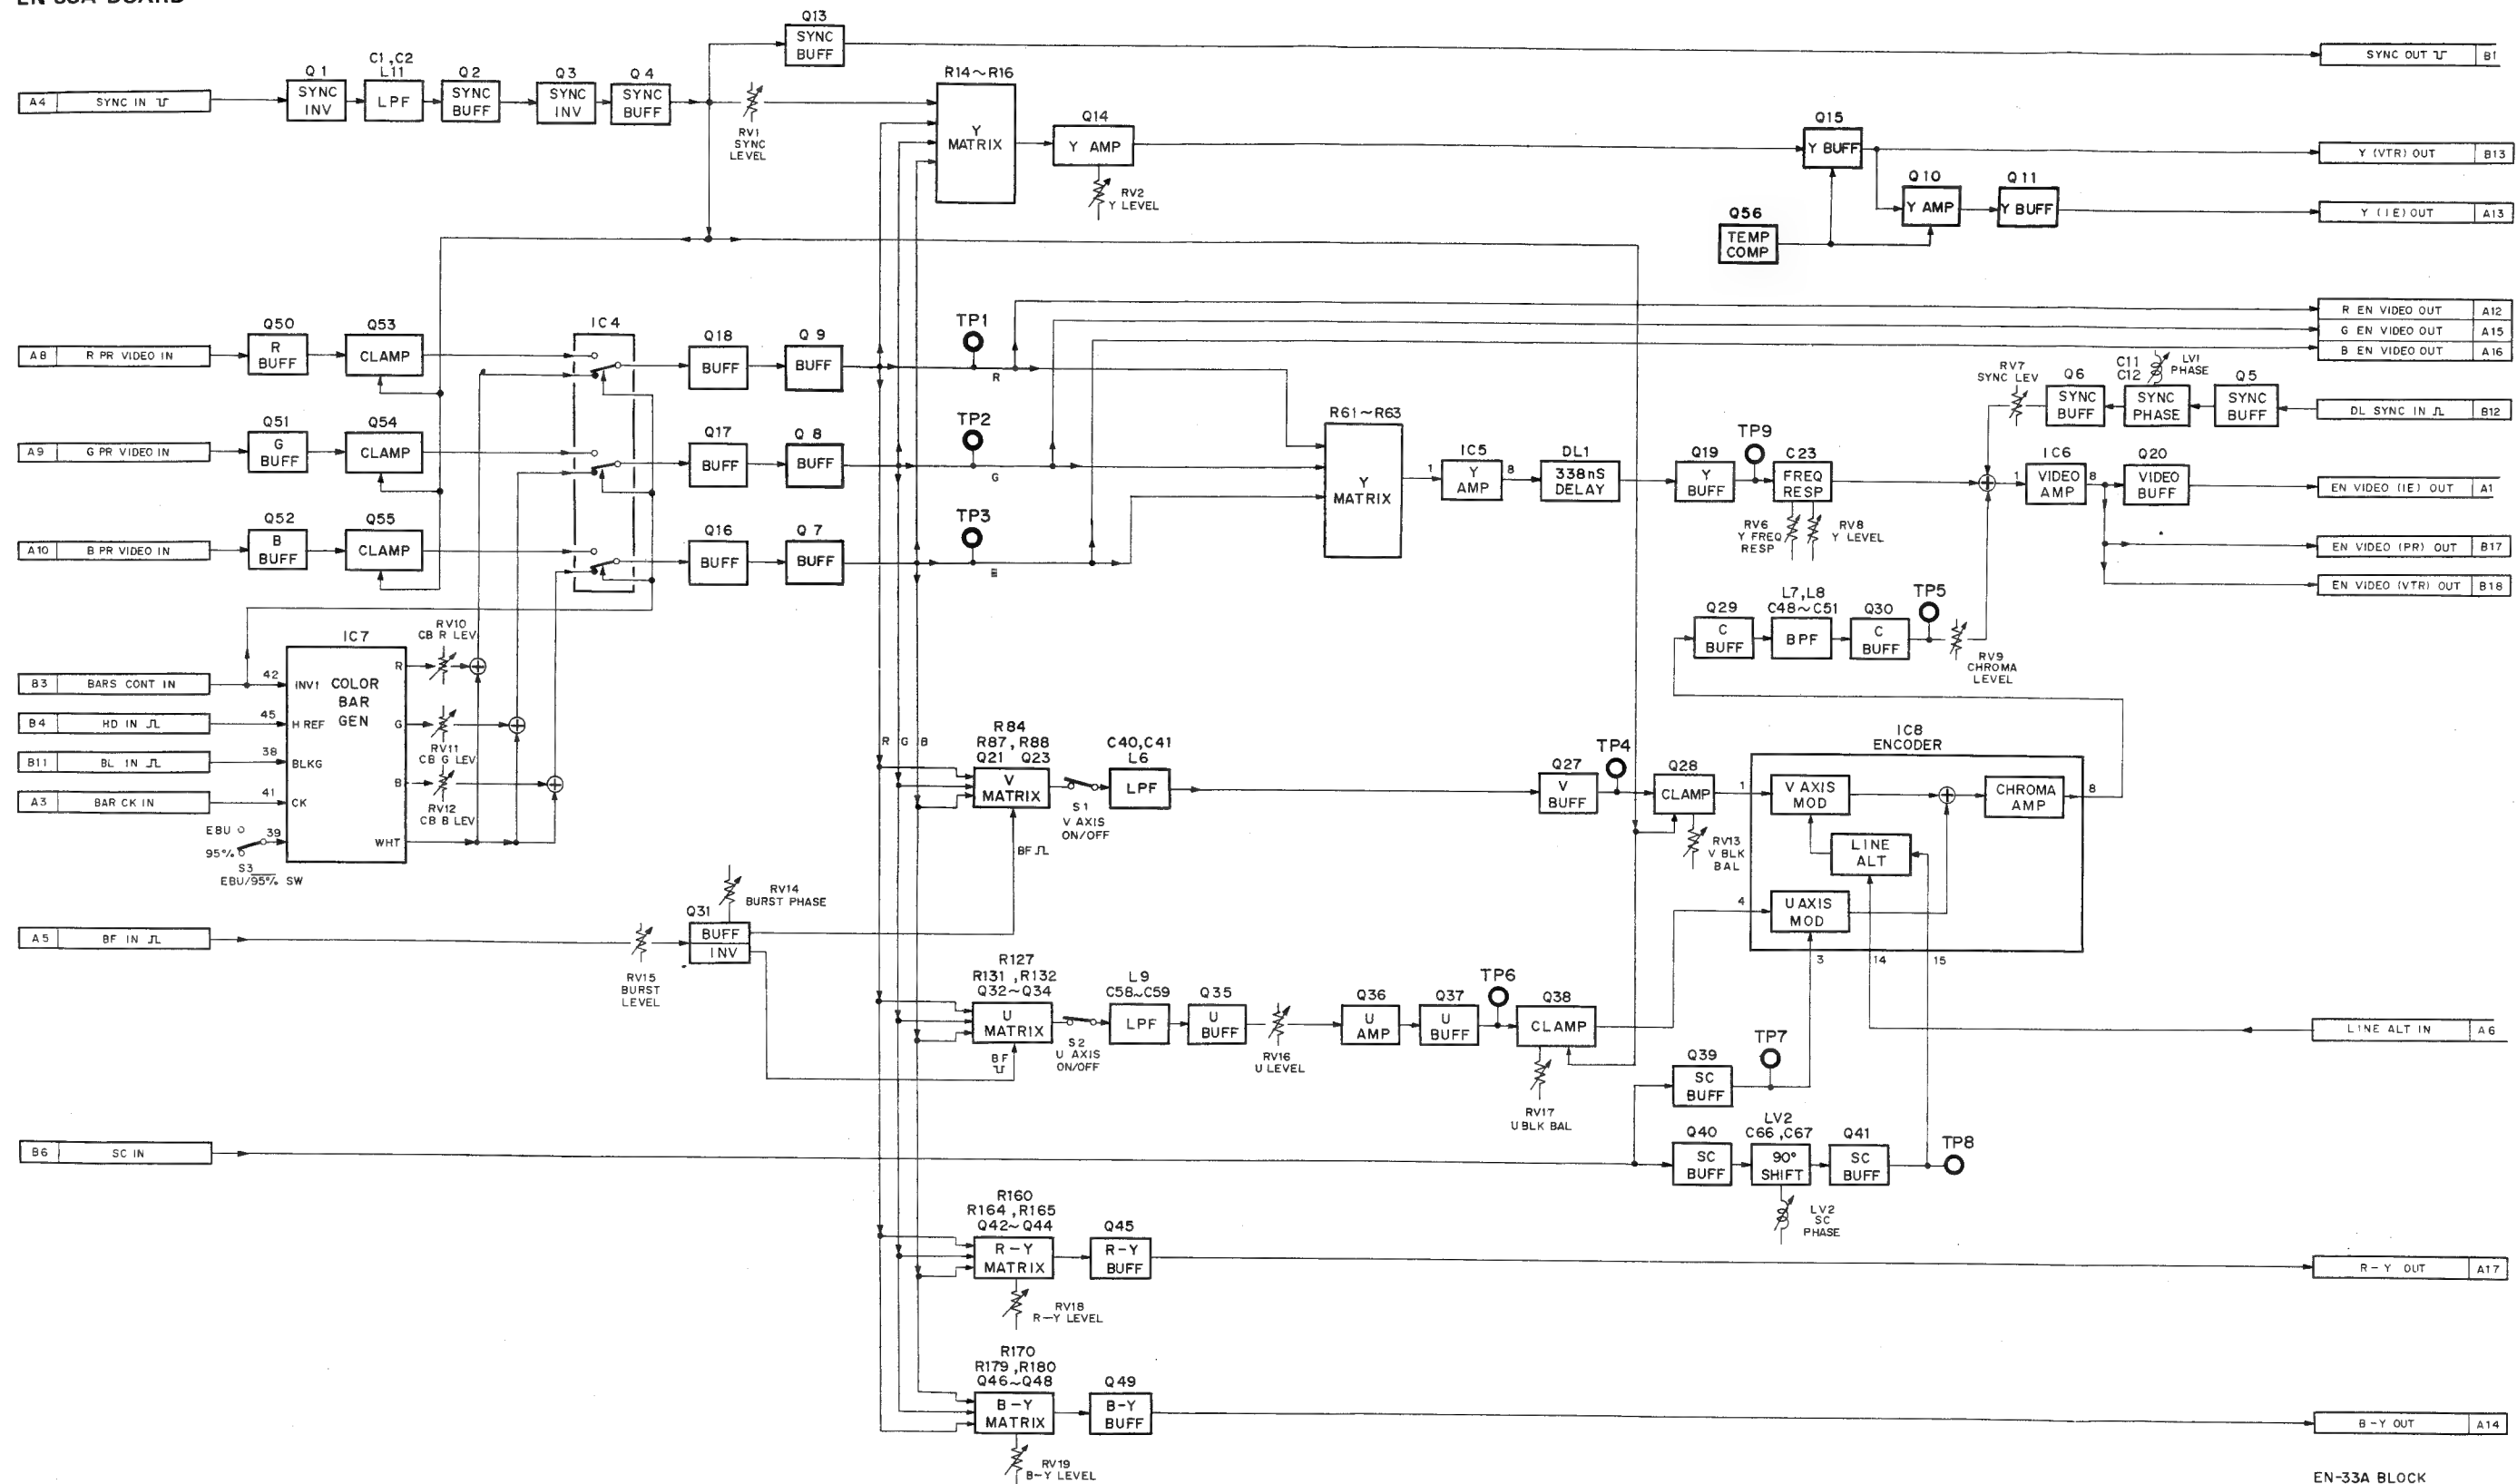 EN-33A BOARD
Q13
SYNC
BUFF
SYNC OUT
B1
A4
SYNC IN
Q1
SYNC
INV
C1,C2
L11
LPF
Q2
SYNC
BUFF
Q3
SYNC
INV
Q4
SYNC
BUFF
RV1
SYNC
LEVEL
R14~R16
Y
MATRIX
Q14
Y AMP
RV2
Y LEVEL
Q15
Y BUFF
Y (VTR) OUT
B13
Q10
Y AMP
Q11
Y BUFF
Y (IE) OUT
A13
Q56
TEMP
COMP
R EN VIDEO OUT
A12
G EN VIDEO OUT
A15
B EN VIDEO OUT
A16
A8
R PR VIDEO IN
Q50
R
BUFF
Q53
CLAMP
IC4
Q18
BUFF
Q9
BUFF
TP1
R
A9
G PR VIDEO IN
Q51
G
BUFF
Q54
CLAMP
Q17
BUFF
Q8
BUFF
TP2
G
A10
B PR VIDEO IN
Q52
B
BUFF
Q55
CLAMP
Q16
BUFF
Q7
BUFF
TP3
B
R61~R63
Y
MATRIX
1
IC5
Y
AMP
8
DL1
338nS
DELAY
Q19
Y
BUFF
TP9
C23
FREQ
RESP
RV6
Y FREQ
RESP
RV8
Y LEVEL
RV7
SYNC LEV
Q6
SYNC
BUFF
C11
C12
LV1
PHASE
SYNC
PHASE
Q5
SYNC
BUFF
DL SYNC IN
B12
1
IC6
VIDEO
AMP
8
Q20
VIDEO
BUFF
EN VIDEO (IE) OUT
A1
EN VIDEO (PR) OUT
B17
EN VIDEO (VTR) OUT
B18
Q29
C
BUFF
L7,L8
C48~C51
BPF
Q30
C
BUFF
TP5
RV9
CHROMA
LEVEL
B3
BARS CONT IN
B4
HD IN
B11
BL IN
A3
BAR CK IN
42
45
38
41
39
EBU
95%
S3
EBU/95% SW
IC7
INV1
H REF
BLKG
CK
COLOR
BAR
GEN
R
G
B
WHT
RV10
CB R LEV
RV11
CB G LEV
RV12
CB B LEV
R G B
R84
R87,R88
Q21 Q23
V
MATRIX
BF
S1
V AXIS
ON/OFF
C40,C41
L6
LPF
Q27
V
BUFF
TP4
Q28
CLAMP
RV13
V BLK
BAL
IC8
ENCODER
1
V AXIS
MOD
CHROMA
AMP
8
LINE
ALT
4
U AXIS
MOD
3
14
15
A5
BF IN
RV15
BURST
LEVEL
Q31
BUFF
INV
RV14
BURST PHASE
R127
R131,R132
Q32~Q34
U
MATRIX
BF
S2
U AXIS
ON/OFF
L9
C58~C59
LPF
Q35
U
BUFF
RV16
U LEVEL
Q36
U
AMP
Q37
U
BUFF
TP6
Q38
CLAMP
RV17
U BLK BAL
LINE ALT IN
A6
Q39
SC
BUFF
TP7
B6
SC IN
Q40
SC
BUFF
LV2
C66,C67
90°
SHIFT
Q41
SC
BUFF
TP8
LV2
SC
PHASE
R160
R164,R165
Q42~Q44
R-Y
MATRIX
RV18
R-Y LEVEL
Q45
R-Y
BUFF
R-Y OUT
A17
R170
R179,R180
Q46~Q48
B-Y
MATRIX
RV19
B-Y LEVEL
Q49
B-Y
BUFF
B-Y OUT
A14
EN-33A BLOCK